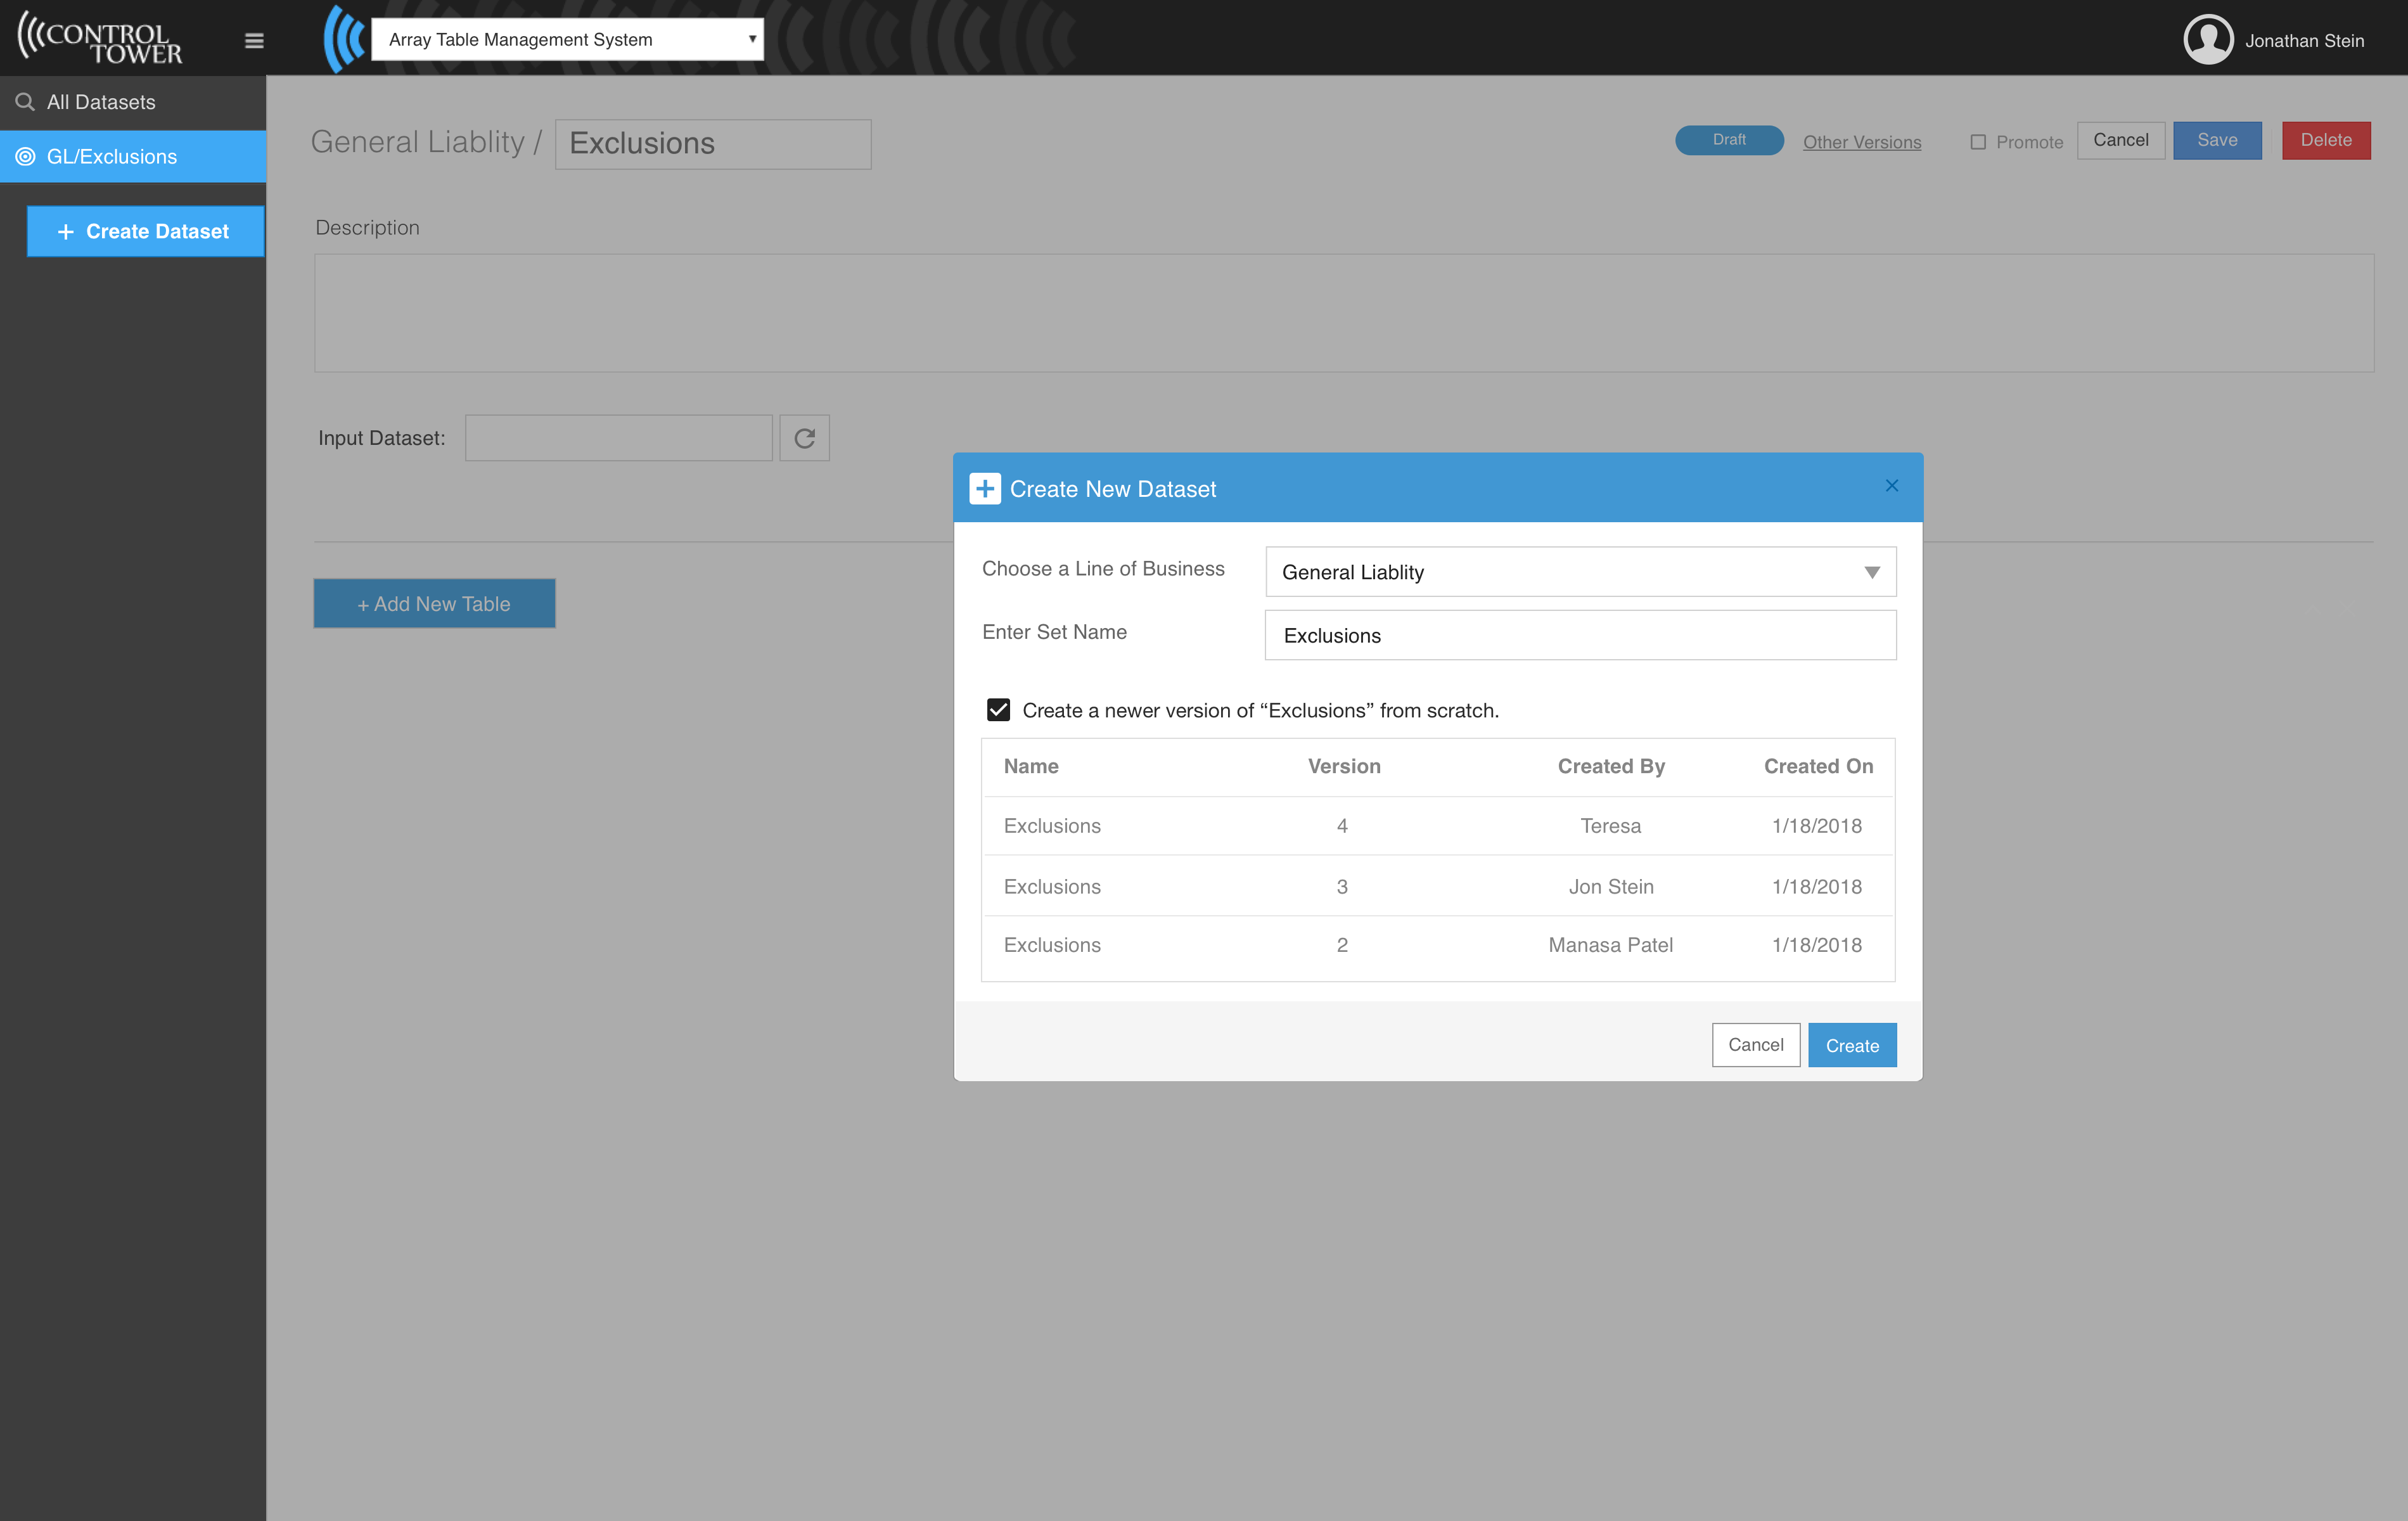 CONTROL
TOWER
Array Table Management System
Jonathan Stein
All Datasets
GL/Exclusions
+ Create Dataset
General Liablity / Exclusions
Draft
Other Versions
Promote
Cancel
Save
Delete
Description
Input Dataset:
+ Add New Table
Create New Dataset
×
Choose a Line of Business
General Liablity
Enter Set Name
Exclusions
Create a newer version of “Exclusions” from scratch.
Name Version Created By Created On
Exclusions 4 Teresa 1/18/2018
Exclusions 3 Jon Stein 1/18/2018
Exclusions 2 Manasa Patel 1/18/2018
Cancel
Create